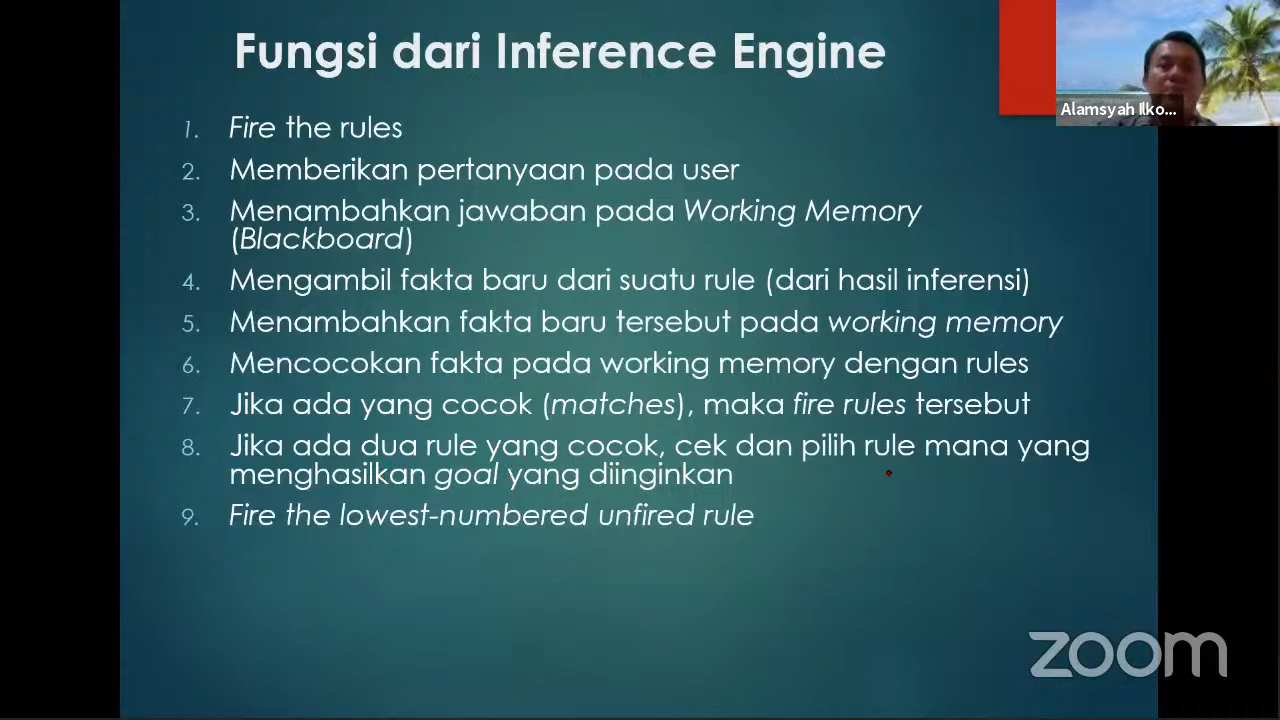 Fungsi dari Inference Engine
Alamsyah Ilko...
1. Fire the rules
2. Memberikan pertanyaan pada user
3. Menambahkan jawaban pada Working Memory
(Blackboard)
4. Mengambil fakta baru dari suatu rule (dari hasil inferensi)
5. Menambahkan fakta baru tersebut pada working memory
6. Mencocokan fakta pada working memory dengan rules
7. Jika ada yang cocok (matches), maka fire rules tersebut
8. Jika ada dua rule yang cocok, cek dan pilih rule mana yang
menghasilkan goal yang diinginkan
9. Fire the lowest-numbered unfired rule
zoom